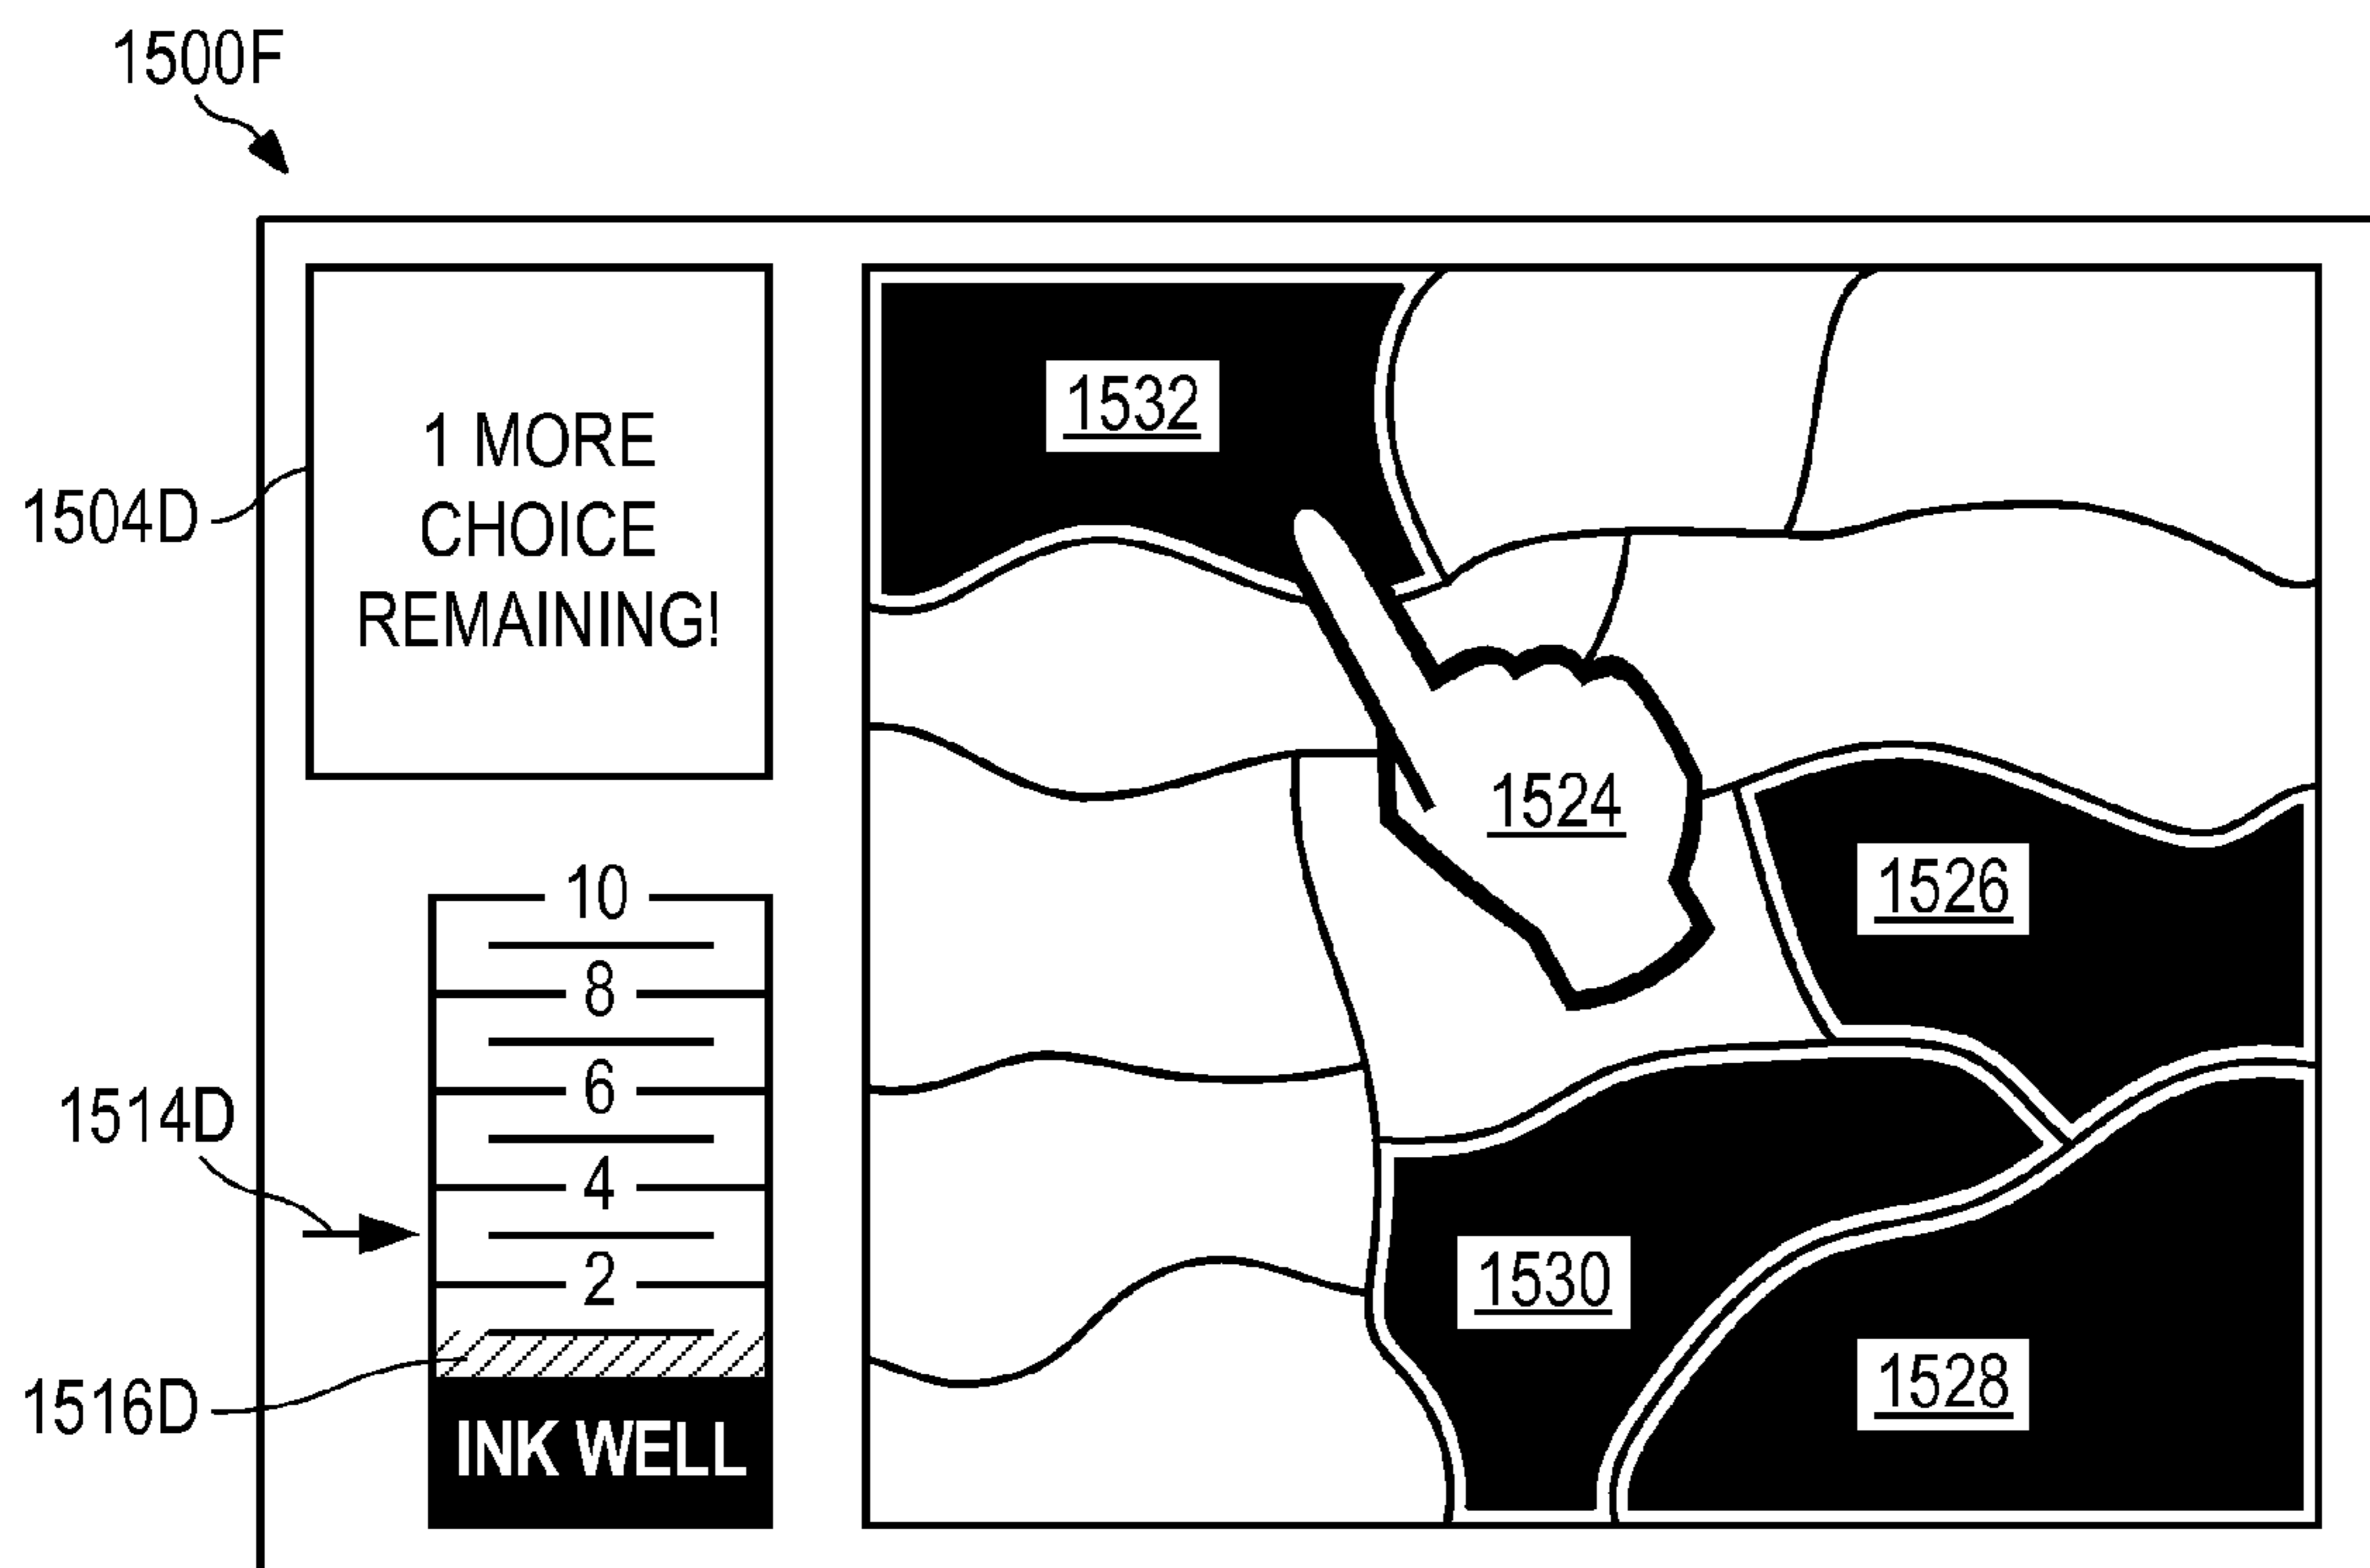 1500F
1504D
1 MORE
CHOICE
REMAINING!
1532
1524
1526
10
8
6
4
2
1514D
1516D
INK WELL
1530
1528